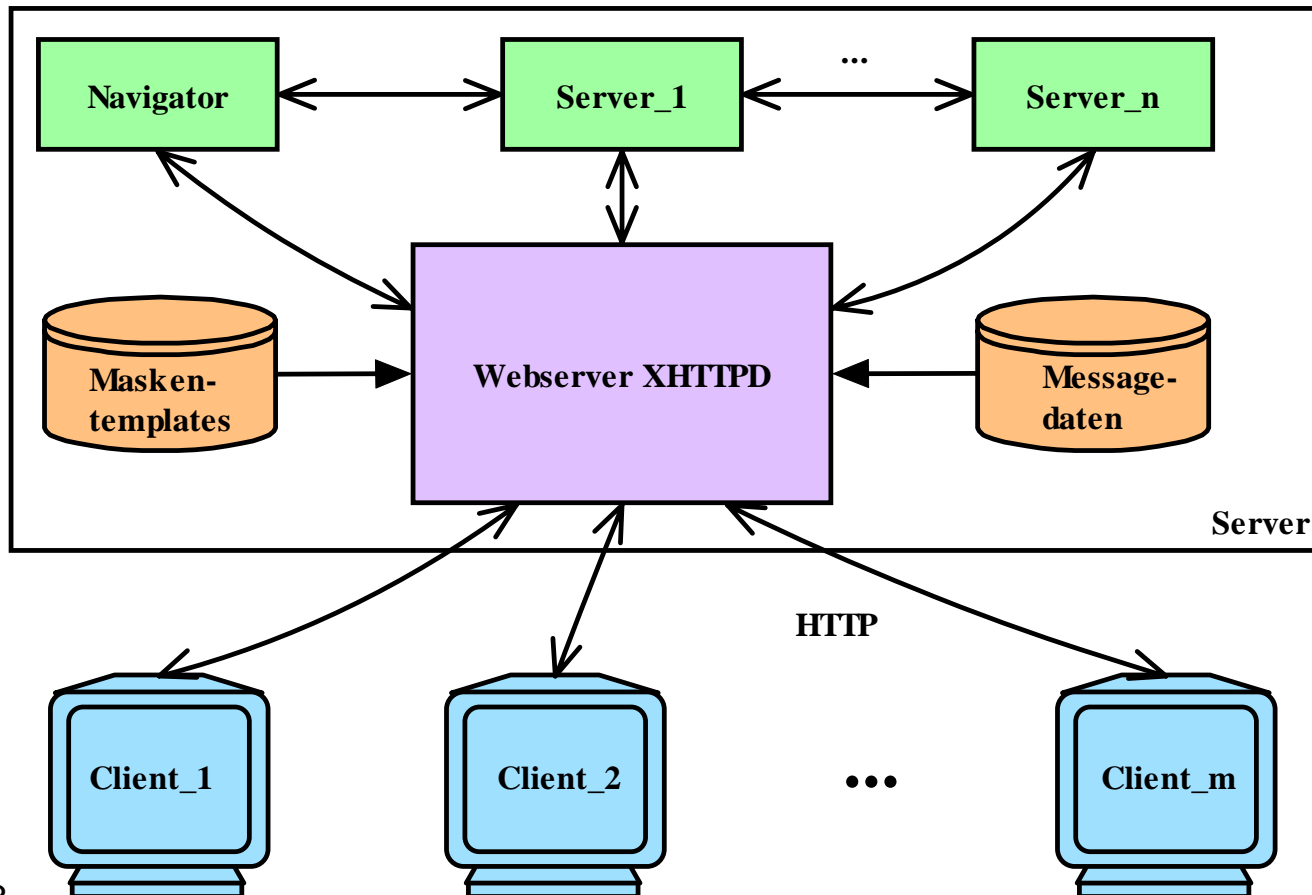 ...
Navigator
Server_1
Server_n
Webserver XHTTPD
Masken-
templates
Message-
daten
Server
HTTP
Client_1
Client_2
...
Client_m